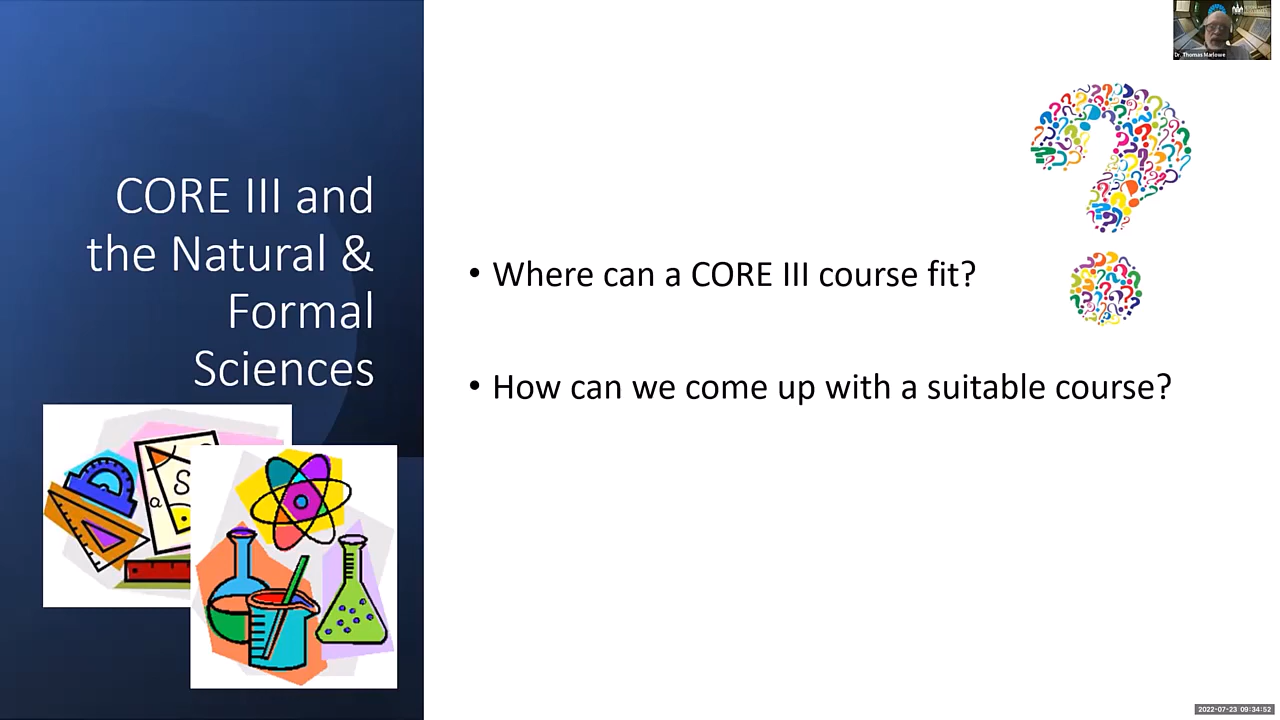 CORE III and
the Natural &
Formal
Sciences
• Where can a CORE III course fit?
• How can we come up with a suitable course?
a
S
Dr. Thomas Marlowe
2022-07-23 09:34:52